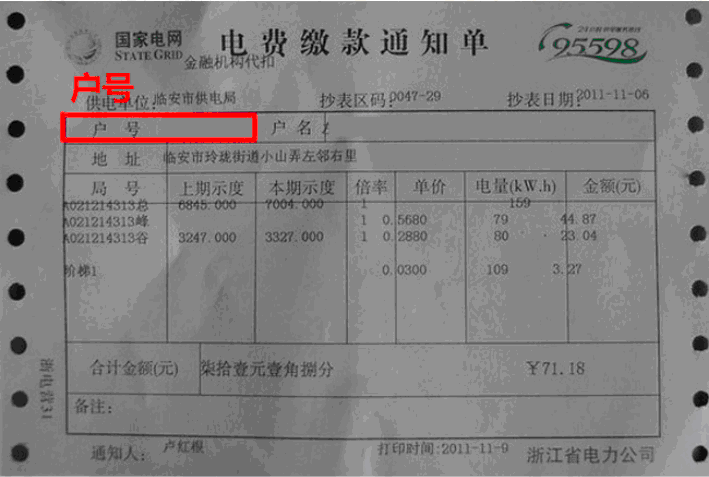 国家电网
STATE GRID
电费缴款通知单
95598
金融机构代扣
户号
供电单位: 临安市供电局 抄表区码: 0047-29 抄表日期: 2011-11-06
户 号 户 名
地 址 临安市玲珑街道小山弄左邻右里
局 号 上期示度 本期示度 倍率 单价 电量(kW.h) 金额(元)
A021214313总 6845.000 7004.000 1 159
A021214313峰 1 0.5680 79 44.87
A021214313谷 3247.000 3327.000 1 0.2880 80 23.04
阶梯1 0.0300 109 3.27
合计金额(元) 柒拾壹元壹角捌分 ¥71.18
备注:
浙电营31
通知人: 卢红根 打印时间:2011-11-9 浙江省电力公司